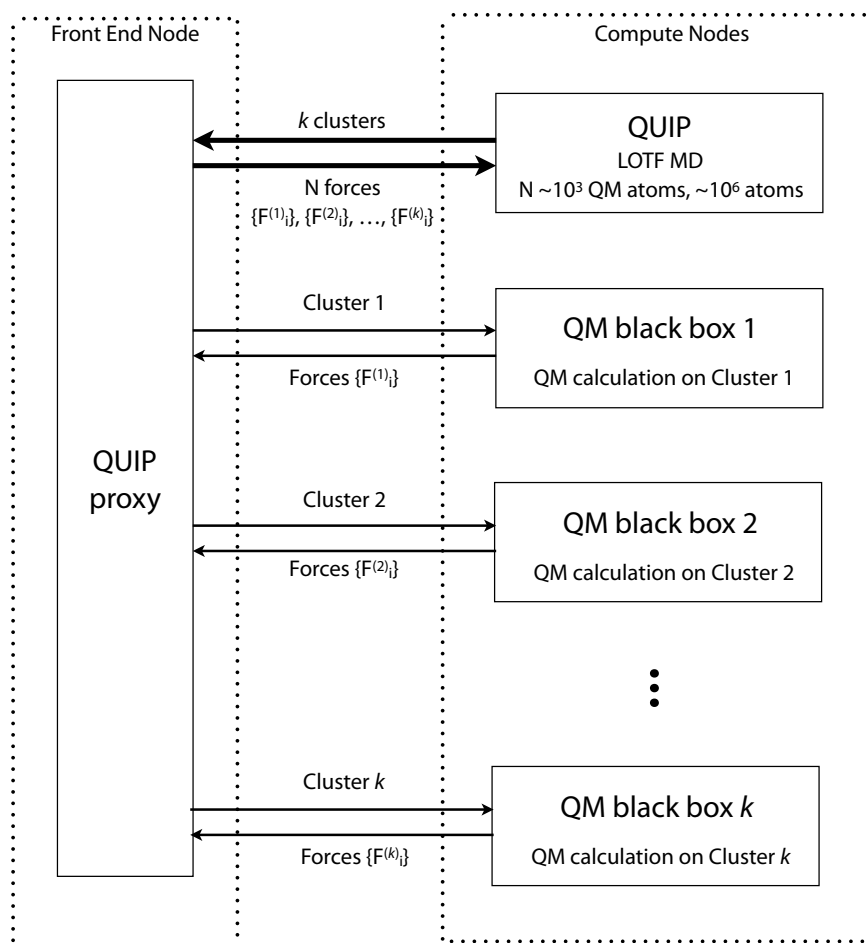 Front End Node
Compute Nodes
k clusters
QUIP
LOTF MD
N ~10³ QM atoms, ~10⁶ atoms
N forces
{F⁽¹⁾ᵢ}, {F⁽²⁾ᵢ}, …, {F⁽ᵏ⁾ᵢ}
Cluster 1
QM black box 1
Forces {F⁽¹⁾ᵢ}
QM calculation on Cluster 1
QUIP
proxy
Cluster 2
QM black box 2
Forces {F⁽²⁾ᵢ}
QM calculation on Cluster 2
Cluster k
QM black box k
Forces {F⁽ᵏ⁾ᵢ}
QM calculation on Cluster k